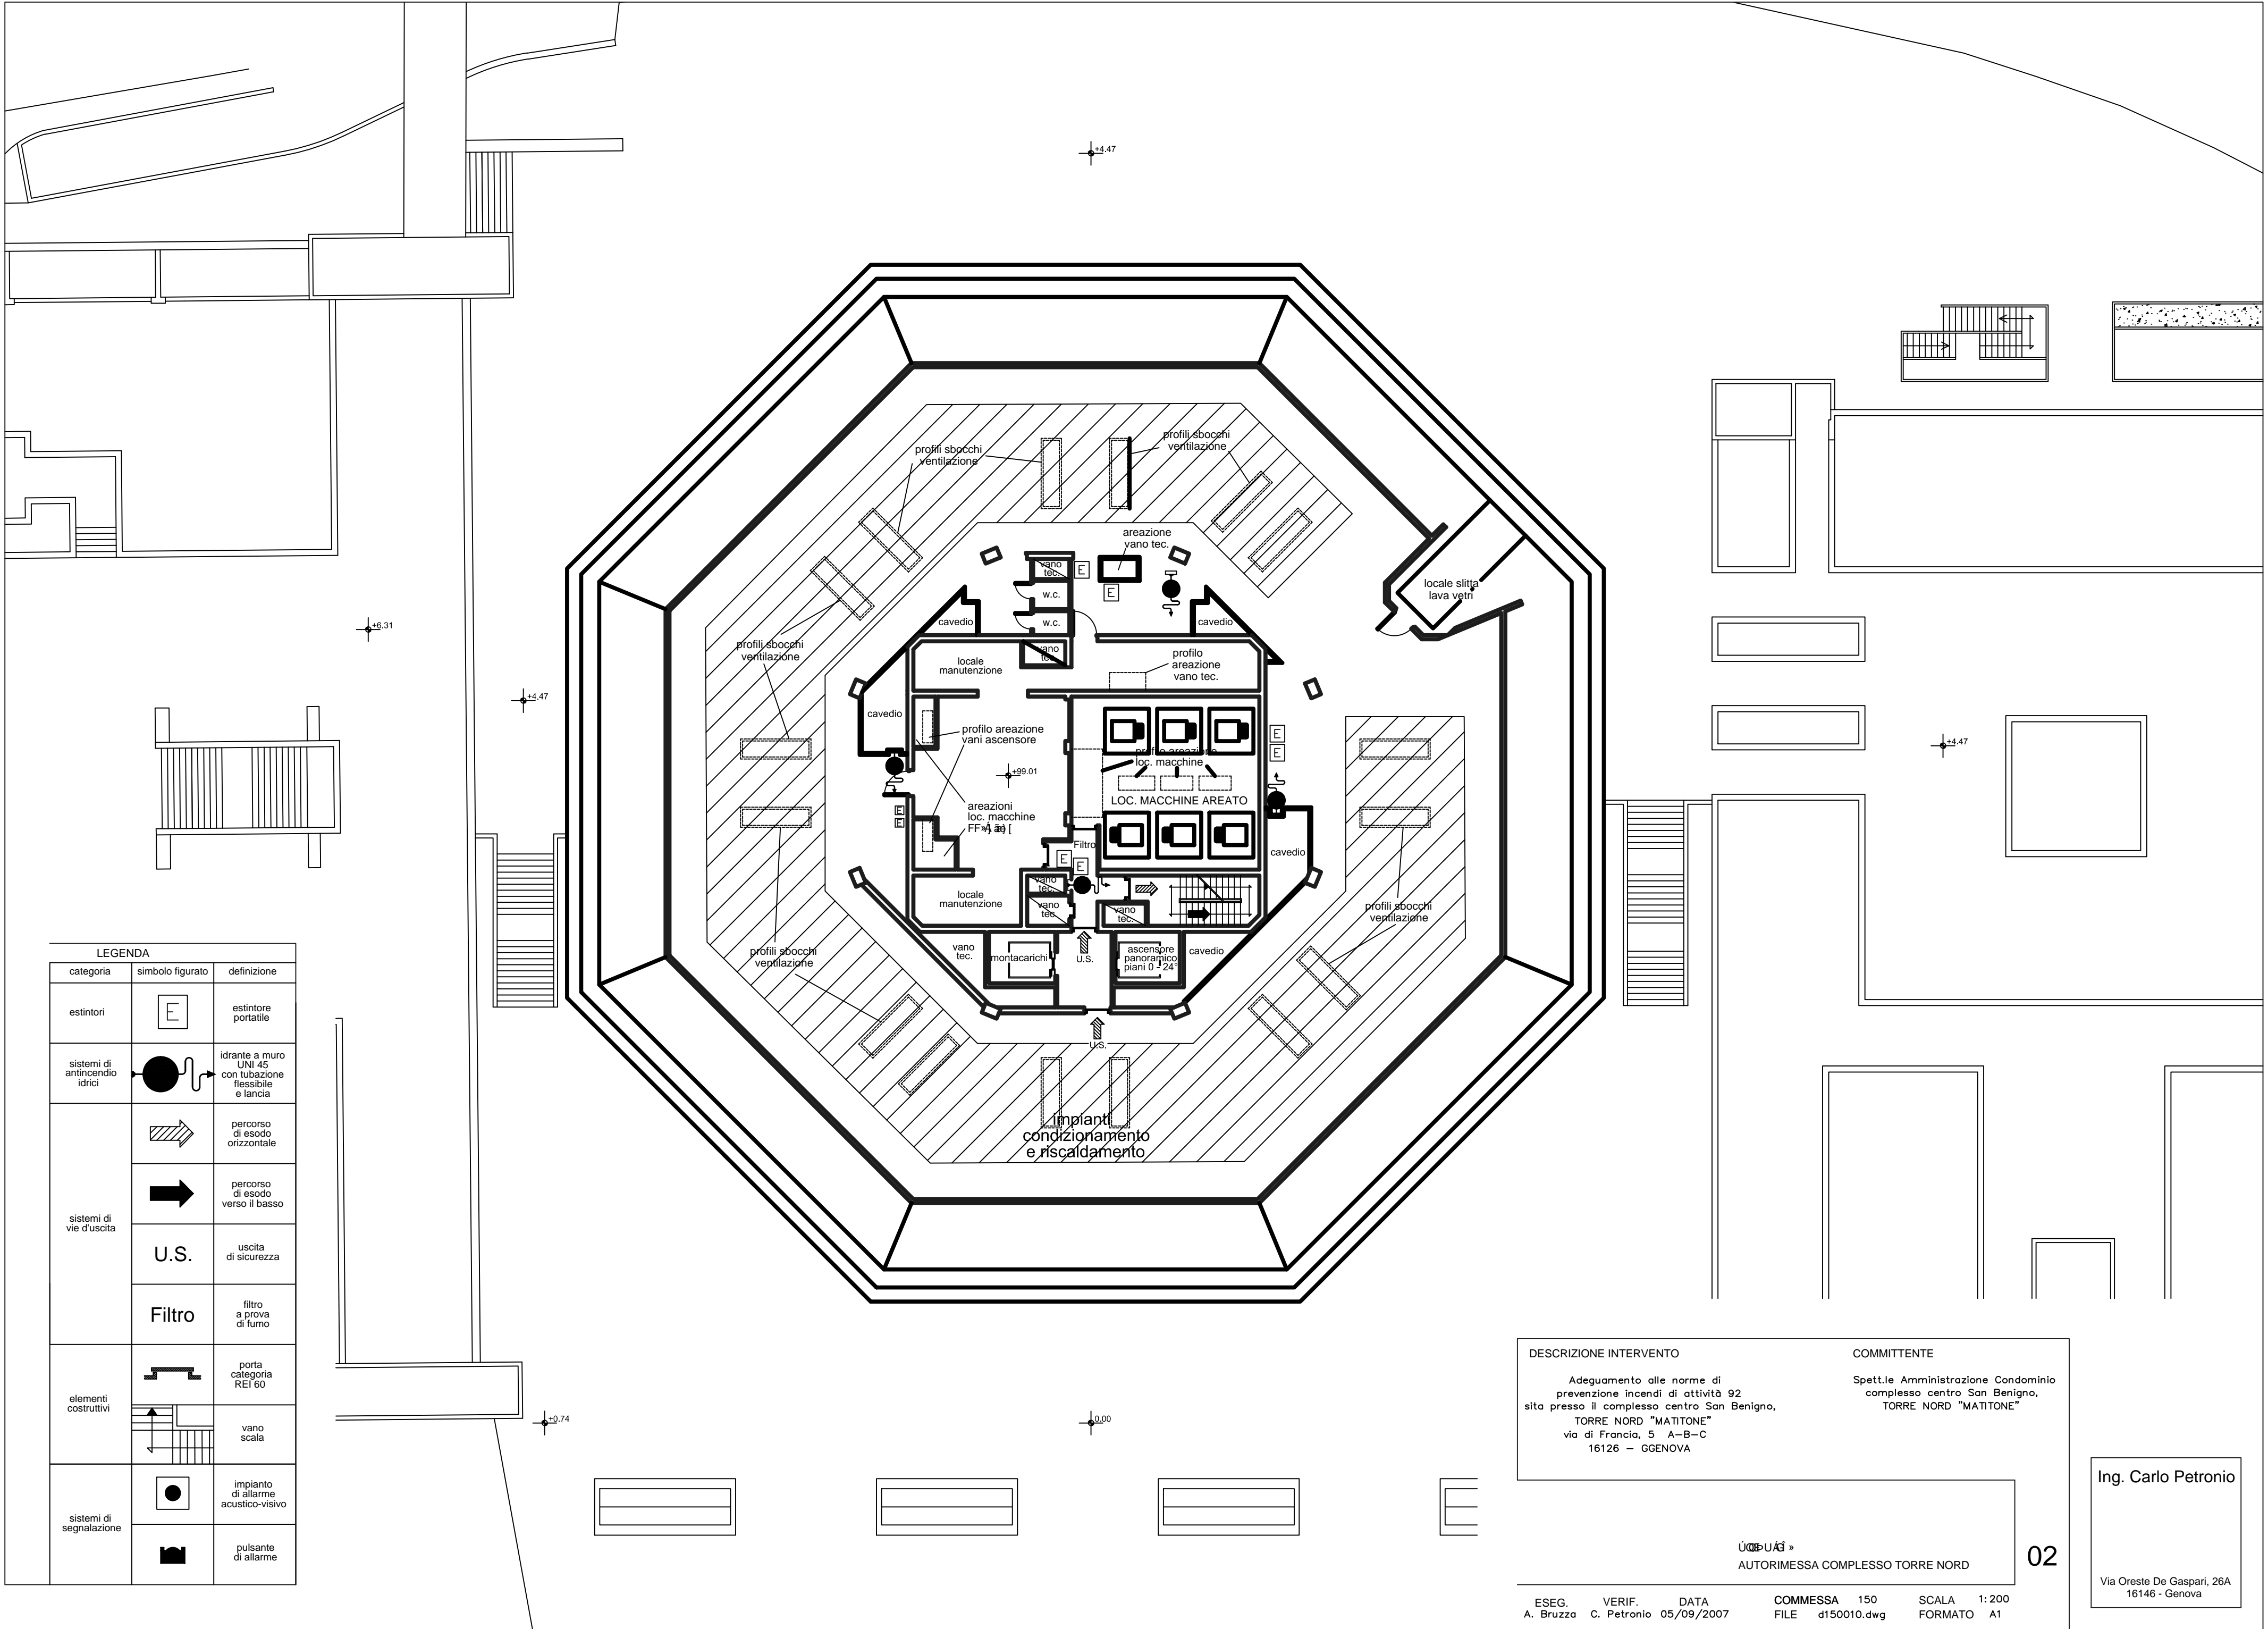 +4.47
profili sbocchi
ventilazione
profili sbocchi
ventilazione
areazione
vano tec.
vano
tec.
E
E
w.c.
w.c.
locale slitta
lava vetri
cavedio
cavedio
+6.31
profili sbocchi
ventilazione
locale
manutenzione
vano
tec.
profilo
areazione
vano tec.
+4.47
cavedio
profilo areazione
vani ascensore
E
E
profilo areazione
loc. macchine
+4.47
+99.01
areazioni
loc. macchine
LOC. MACCHINE AREATO
E
E
Filtro
E
E
cavedio
vano
tec.
locale
manutenzione
vano
tec.
vano
tec.
profili sbocchi
ventilazione
profili sbocchi
ventilazione
vano
tec.
montacarichi
U.S.
ascensore
panoramico
piani 0 - 24°
cavedio
U.S.
impianti
condizionamento
e riscaldamento
+0.74
0.00
LEGENDA
categoria
simbolo figurato
definizione
estintori
E
estintore
portatile
sistemi di
antincendio
idrici
idrante a muro
UNI 45
con tubazione
flessibile
e lancia
sistemi di
vie d'uscita
percorso
di esodo
orizzontale
percorso
di esodo
verso il basso
U.S.
uscita
di sicurezza
Filtro
filtro
a prova
di fumo
elementi
costruttivi
porta
categoria
REI 60
vano
scala
sistemi di
segnalazione
impianto
di allarme
acustico-visivo
pulsante
di allarme
DESCRIZIONE INTERVENTO
Adeguamento alle norme di
prevenzione incendi di attività 92
sita presso il complesso centro San Benigno,
TORRE NORD "MATITONE"
via di Francia, 5 A-B-C
16126 - GGENOVA
COMMITTENTE
Spett.le Amministrazione Condominio
complesso centro San Benigno,
TORRE NORD "MATITONE"
AUTORIMESSA COMPLESSO TORRE NORD
02
ESEG. VERIF. DATA COMMESSA 150 SCALA 1:200
A. Bruzza C. Petronio 05/09/2007 FILE d150010.dwg FORMATO A1
Ing. Carlo Petronio
Via Oreste De Gaspari, 26A
16146 - Genova